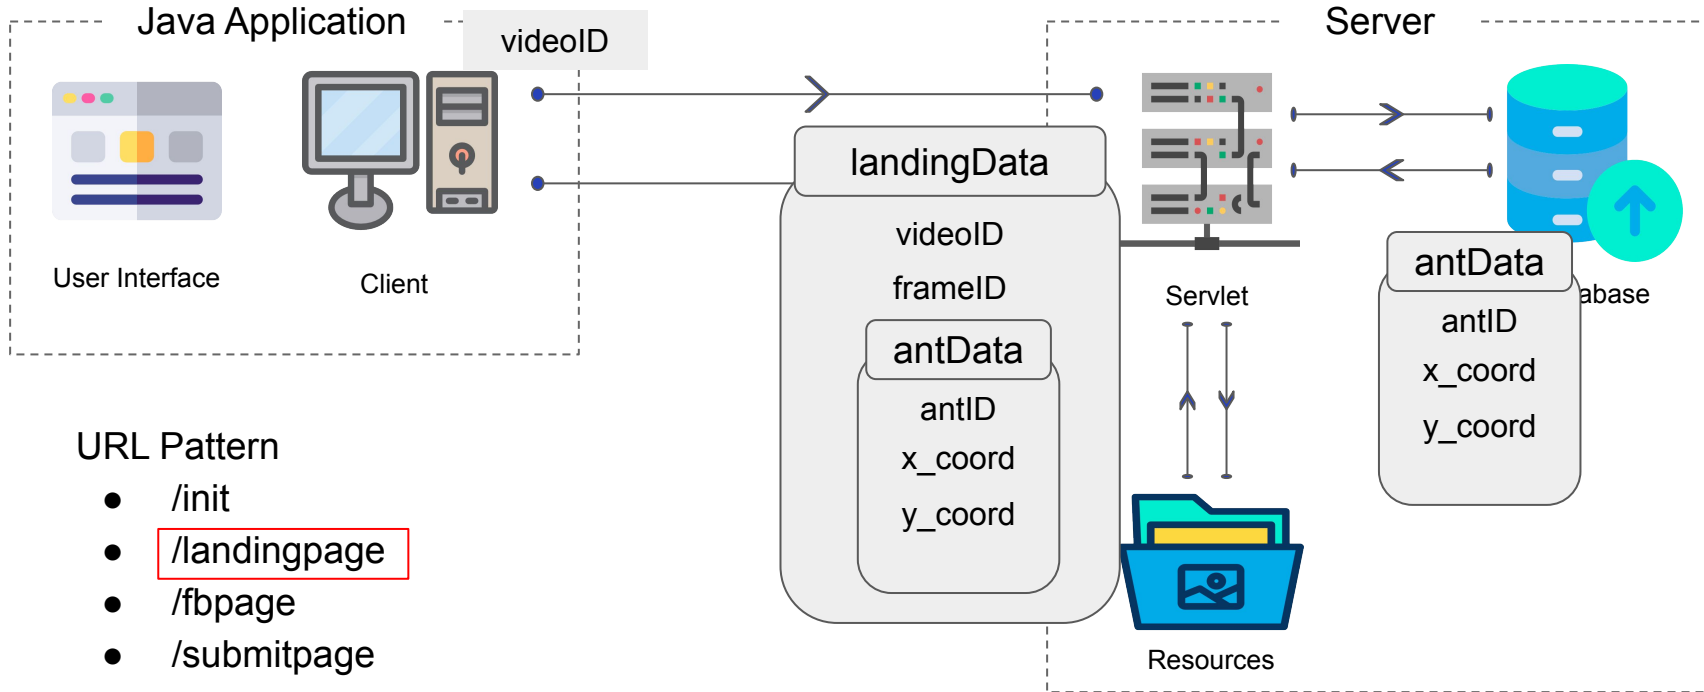 Java Application
videoID
Server
User Interface
Client
landingData
videoID
frameID
antData
antID
x_coord
y_coord
Servlet
antData
abase
antID
x_coord
y_coord
Resources
URL Pattern
● /init
● /landingpage
● /fbpage
● /submitpage